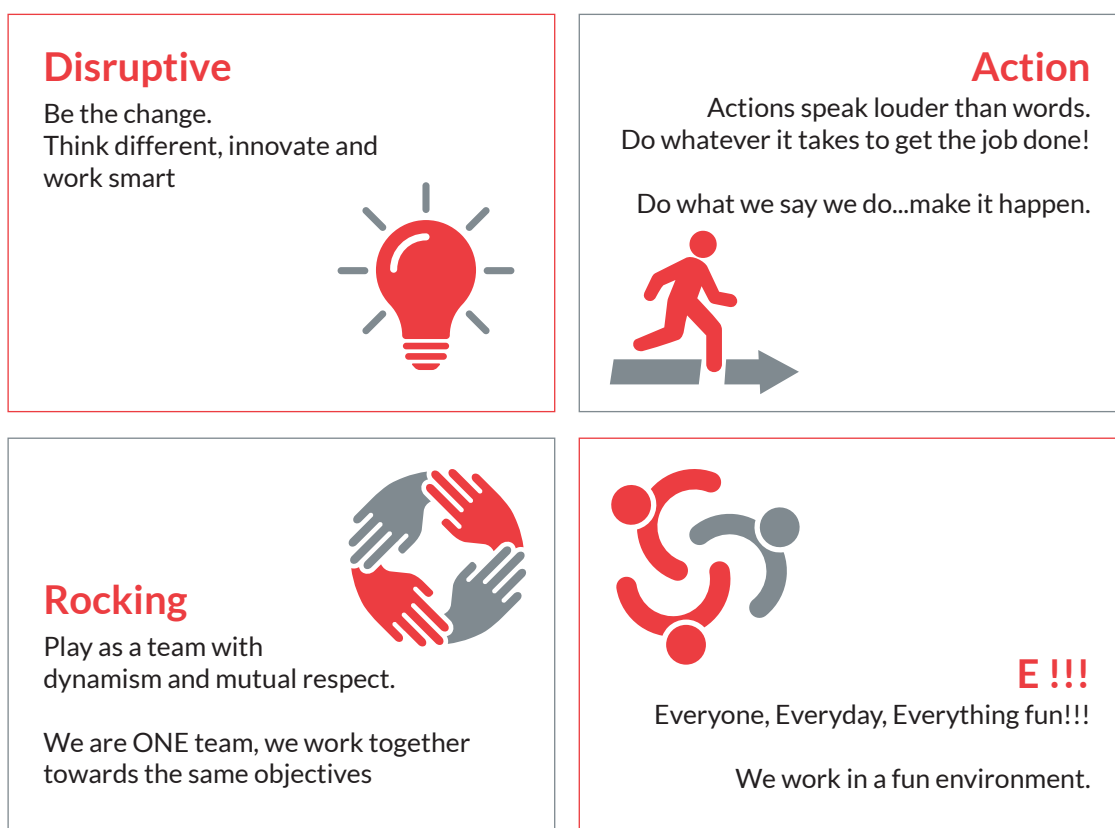 Disruptive
Be the change.
Think different, innovate and
work smart
Action
Actions speak louder than words.
Do whatever it takes to get the job done!
Do what we say we do...make it happen.
Rocking
Play as a team with
dynamism and mutual respect.
We are ONE team, we work together
towards the same objectives
E !!!
Everyone, Everyday, Everything fun!!!
We work in a fun environment.